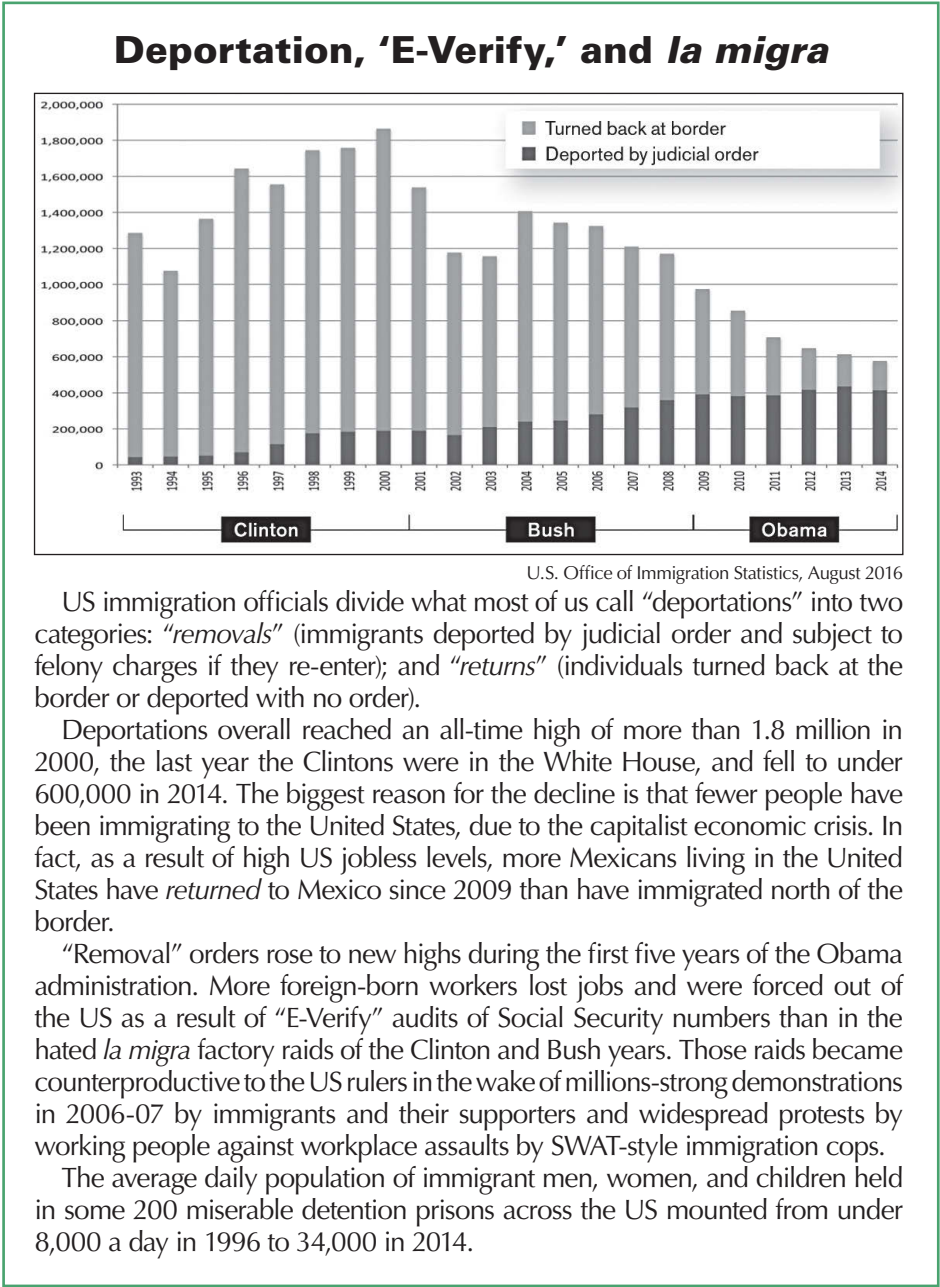 Deportation, ‘E-Verify,’ and la migra
2,000,000
1,800,000
1,600,000
1,400,000
1,200,000
1,000,000
800,000
600,000
400,000
200,000
0
Turned back at border
Deported by judicial order
1993 1994 1995 1996 1997 1998 1999 2000 2001 2002 2003 2004 2005 2006 2007 2008 2009 2010 2011 2012 2013 2014
Clinton Bush Obama
U.S. Office of Immigration Statistics, August 2016
US immigration officials divide what most of us call “deportations” into two
categories: “removals” (immigrants deported by judicial order and subject to
felony charges if they re-enter); and “returns” (individuals turned back at the
border or deported with no order).
Deportations overall reached an all-time high of more than 1.8 million in
2000, the last year the Clintons were in the White House, and fell to under
600,000 in 2014. The biggest reason for the decline is that fewer people have
been immigrating to the United States, due to the capitalist economic crisis. In
fact, as a result of high US jobless levels, more Mexicans living in the United
States have returned to Mexico since 2009 than have immigrated north of the
border.
“Removal” orders rose to new highs during the first five years of the Obama
administration. More foreign-born workers lost jobs and were forced out of
the US as a result of “E-Verify” audits of Social Security numbers than in the
hated la migra factory raids of the Clinton and Bush years. Those raids became
counterproductive to the US rulers in the wake of millions-strong demonstrations
in 2006-07 by immigrants and their supporters and widespread protests by
working people against workplace assaults by SWAT-style immigration cops.
The average daily population of immigrant men, women, and children held
in some 200 miserable detention prisons across the US mounted from under
8,000 a day in 1996 to 34,000 in 2014.